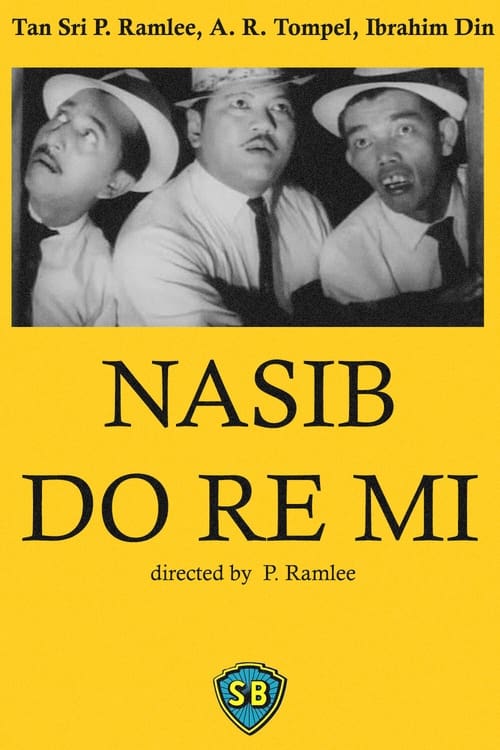 Tan Sri P. Ramlee, A. R. Tompel, Ibrahim Din
NASIB
DO RE MI
directed by P. Ramlee
SB